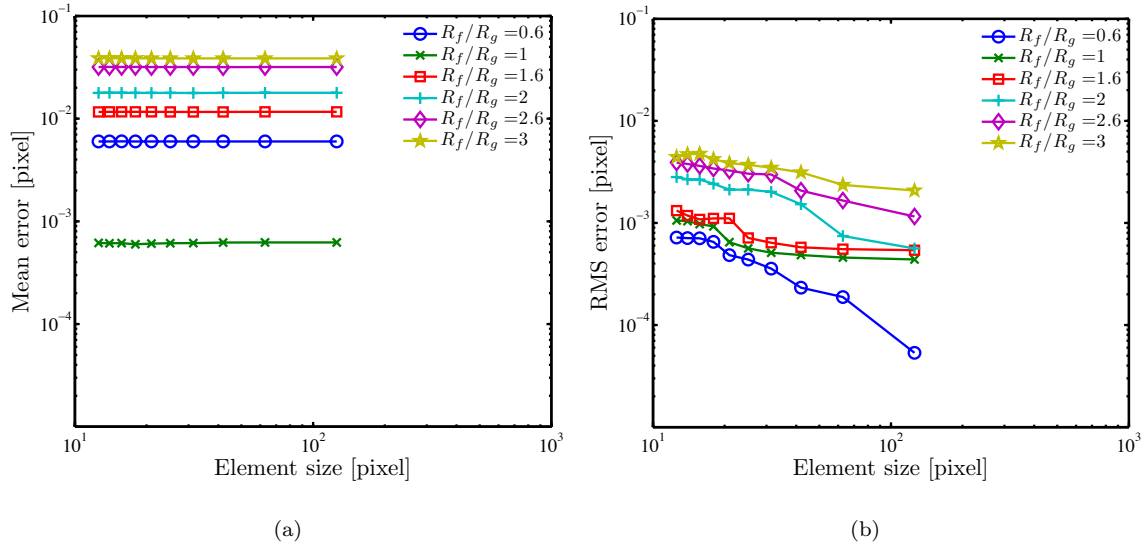 10^{-1}
10^{-2}
10^{-3}
10^{-4}
10^1
10^2
10^3
Mean error [pixel]
Element size [pixel]
R_f/R_g =0.6
R_f/R_g =1
R_f/R_g =1.6
R_f/R_g =2
R_f/R_g =2.6
R_f/R_g =3
(a)
10^{-1}
10^{-2}
10^{-3}
10^{-4}
10^1
10^2
10^3
RMS error [pixel]
Element size [pixel]
R_f/R_g =0.6
R_f/R_g =1
R_f/R_g =1.6
R_f/R_g =2
R_f/R_g =2.6
R_f/R_g =3
(b)